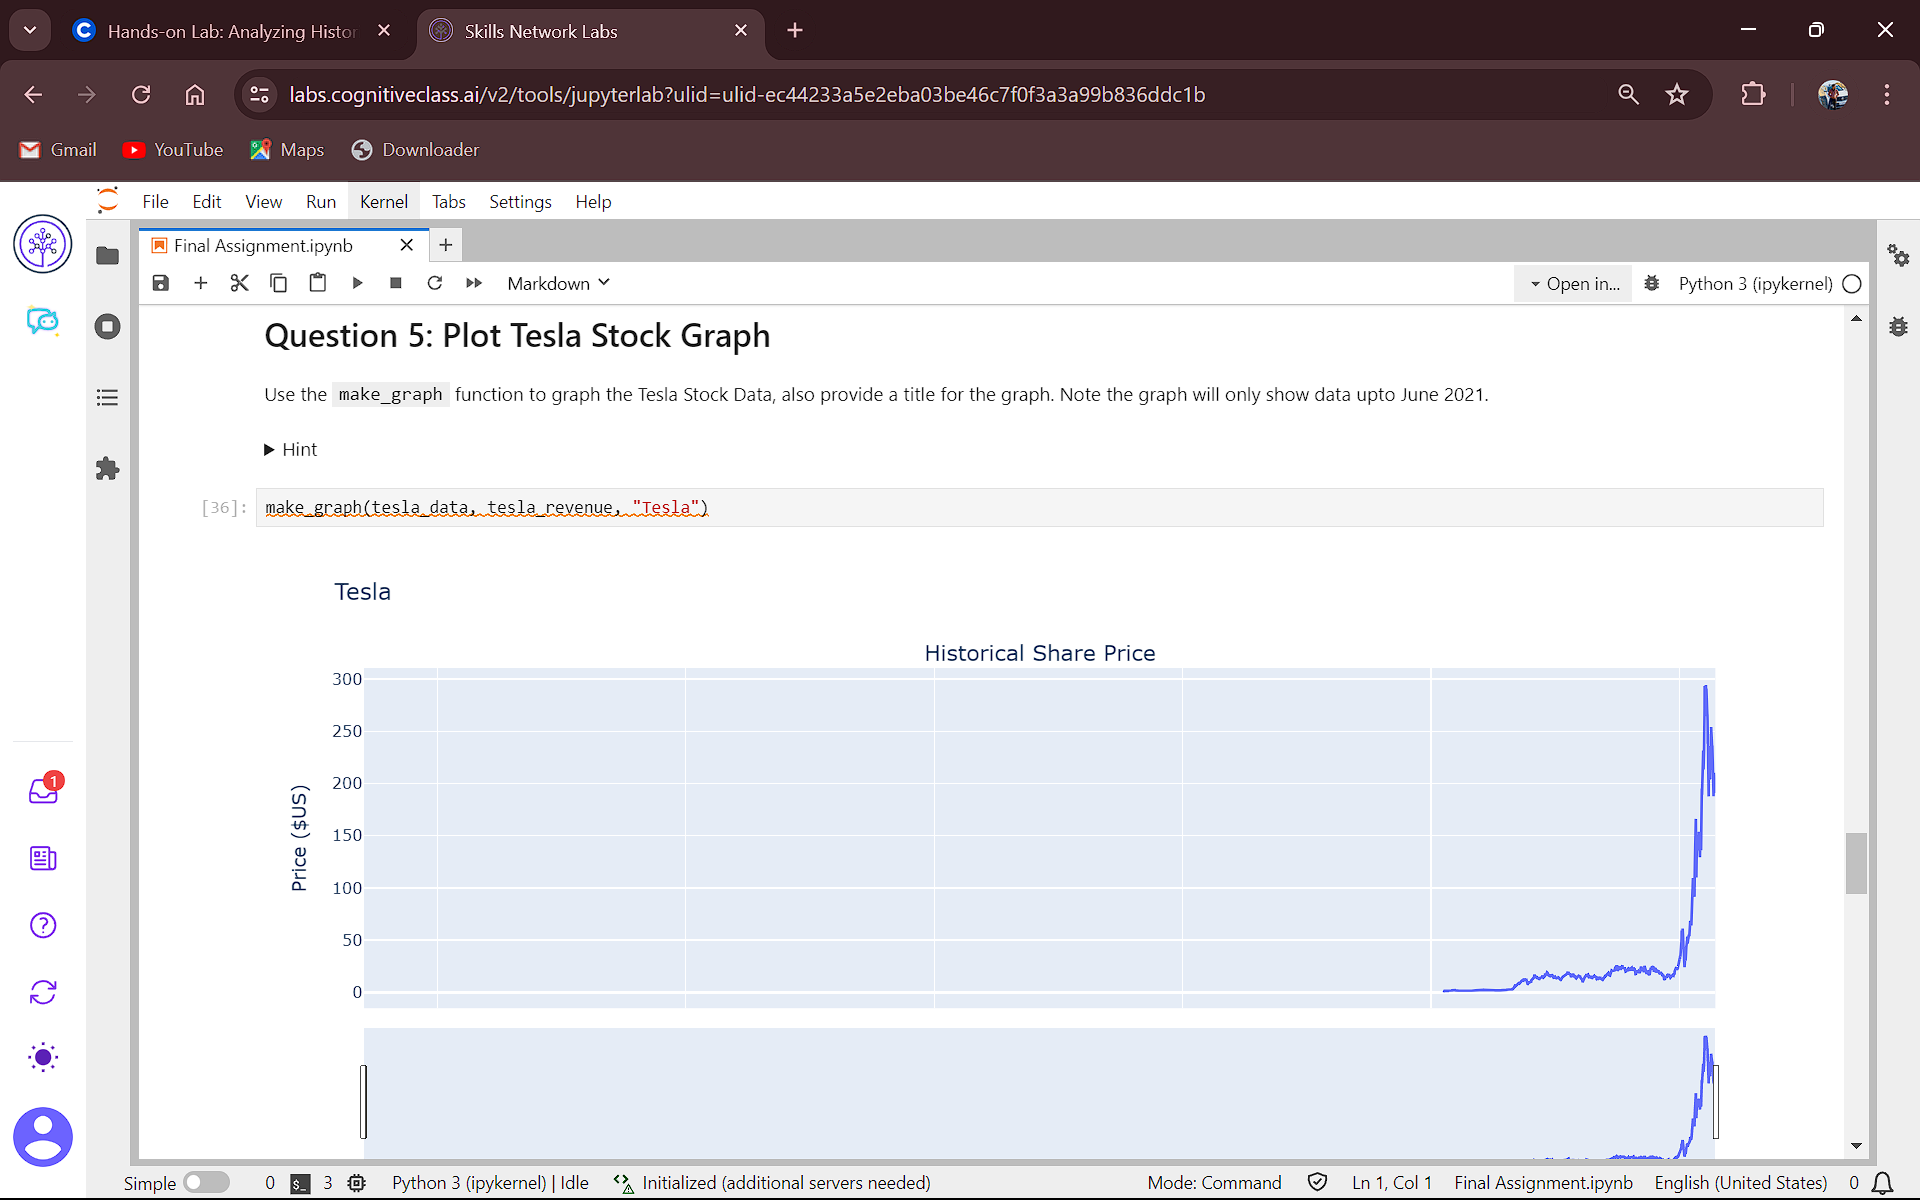 Hands-on Lab: Analyzing Histor
Skills Network Labs
labs.cognitiveclass.ai/v2/tools/jupyterlab?ulid=ulid-ec44233a5e2eba03be46c7f0f3a3a99b836ddc1b
Gmail YouTube Maps Downloader
File Edit View Run Kernel Tabs Settings Help
Final Assignment.ipynb
Markdown Open in... Python 3 (ipykernel)
Question 5: Plot Tesla Stock Graph
Use the make_graph function to graph the Tesla Stock Data, also provide a title for the graph. Note the graph will only show data upto June 2021.
Hint
[36]: make_graph(tesla_data, tesla_revenue, "Tesla")
Tesla
Historical Share Price
300
250
200
150
100
50
0
Price ($US)
1
Simple 0 $_ 3 Python 3 (ipykernel) | Idle Initialized (additional servers needed) Mode: Command Ln 1, Col 1 Final Assignment.ipynb English (United States) 0